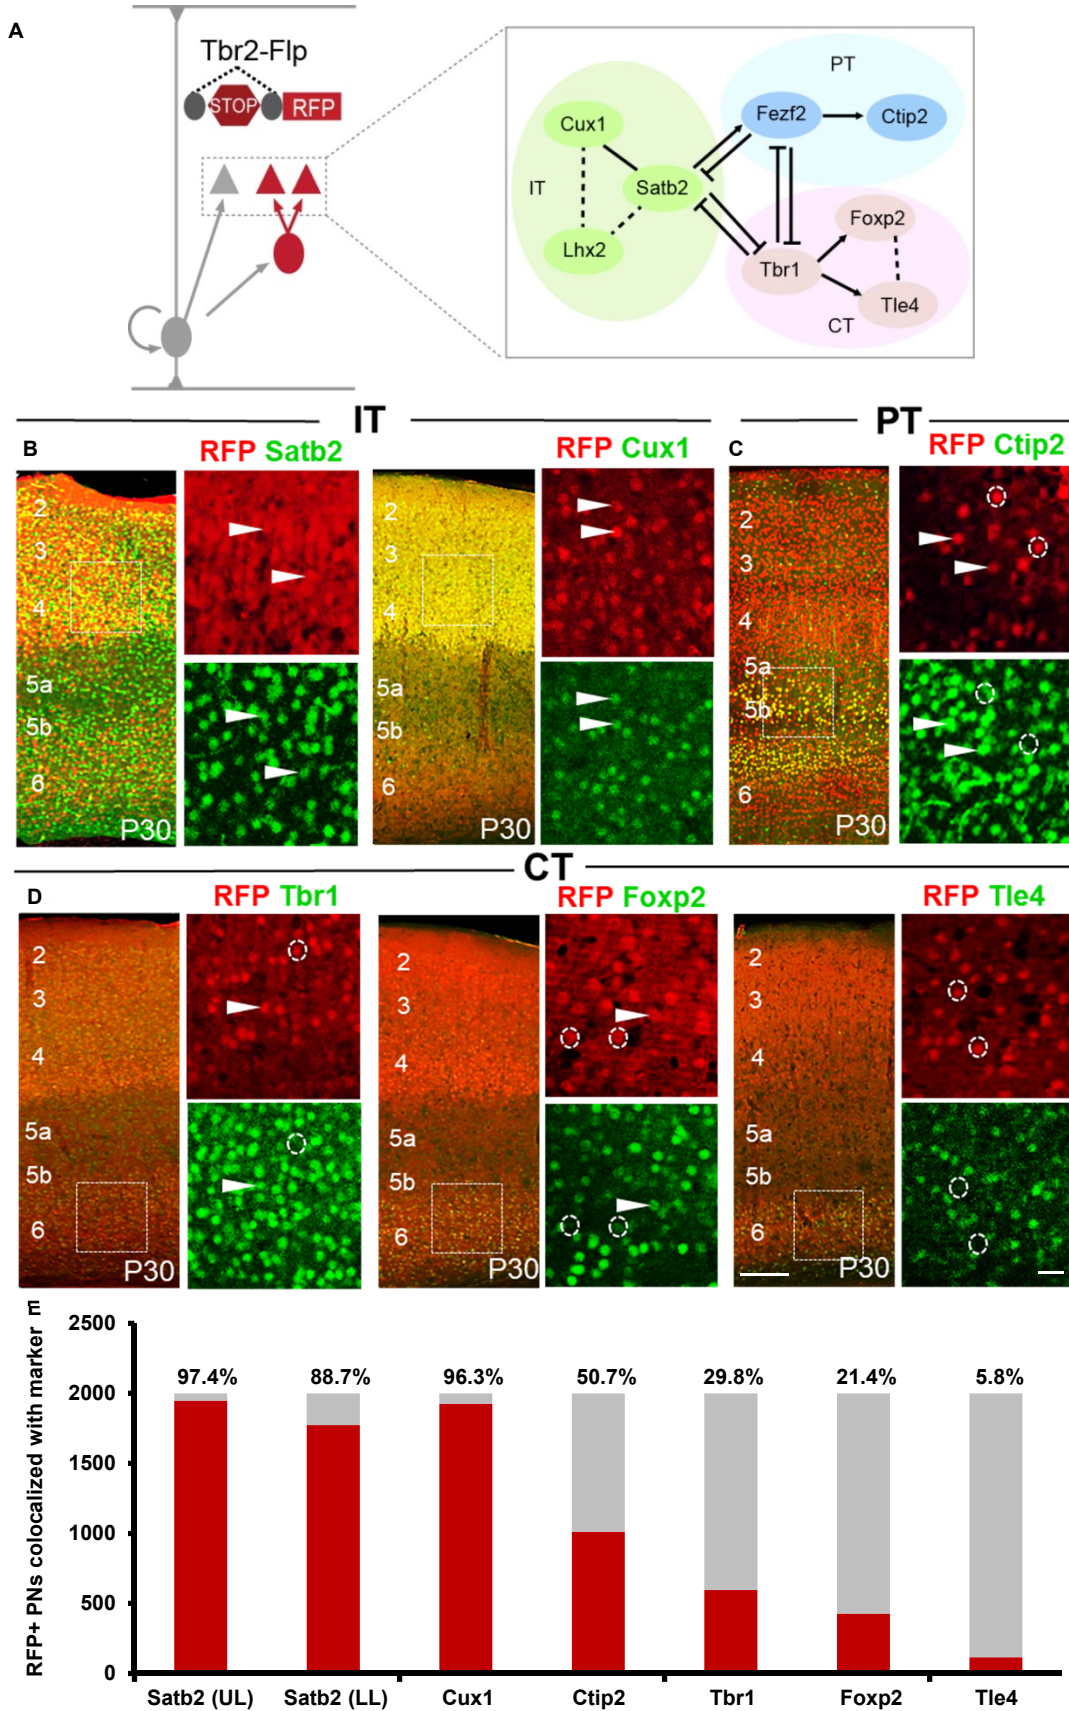 A
Tbr2-Flp
STOP
RFP
PT
Fezf2
Ctip2
Cux1
IT
Satb2
Lhx2
Foxp2
Tbr1
Tle4
CT
IT
PT
B
RFP Satb2
RFP Cux1
C
RFP Ctip2
2
3
4
5a
5b
6
P30
2
3
4
5a
5b
6
P30
2
3
4
5a
5b
6
P30
CT
D
RFP Tbr1
RFP Foxp2
RFP Tle4
2
3
4
5a
5b
6
P30
2
3
4
5a
5b
6
P30
2
3
4
5a
5b
6
P30
E
RFP+ PNs colocalized with marker
2500
2000
1500
1000
500
0
97.4%
88.7%
96.3%
50.7%
29.8%
21.4%
5.8%
Satb2 (UL)
Satb2 (LL)
Cux1
Ctip2
Tbr1
Foxp2
Tle4